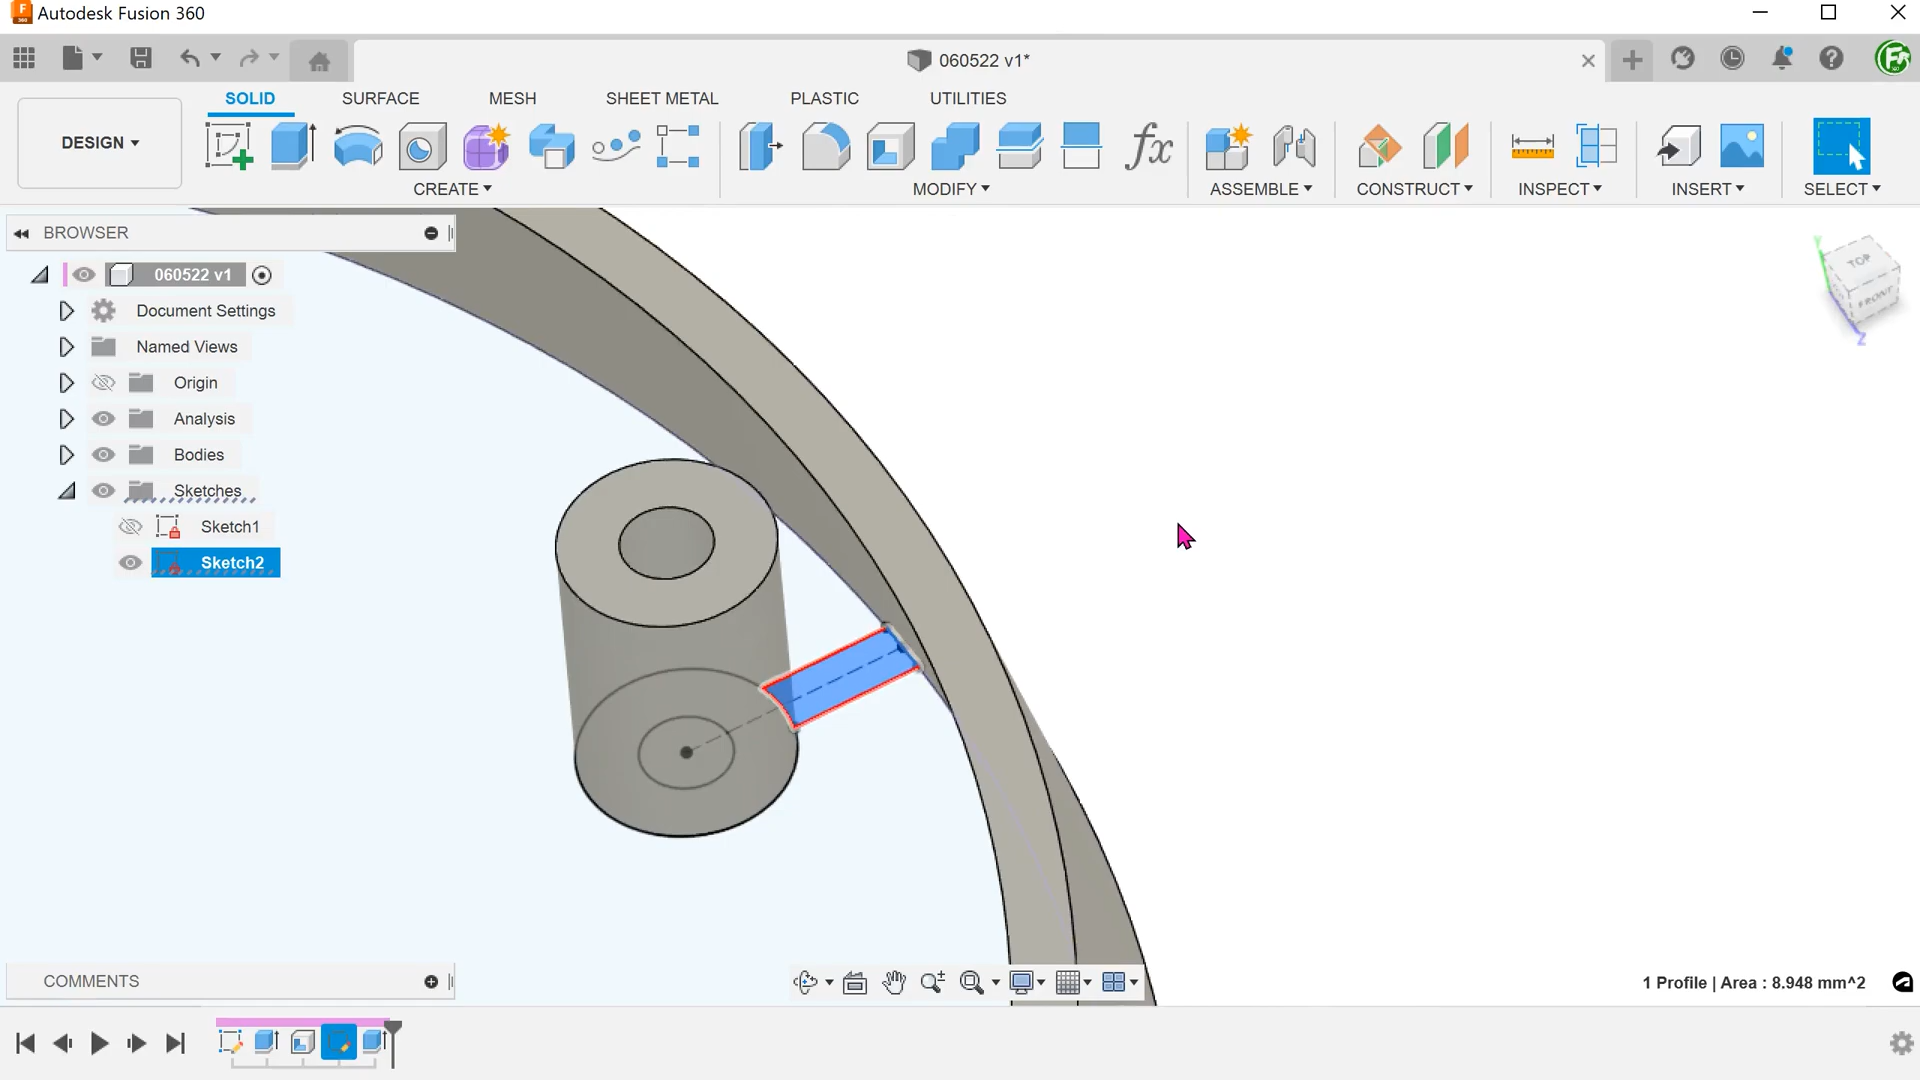 Autodesk Fusion 360
060522 v1*
SOLID
SURFACE
MESH
SHEET METAL
PLASTIC
UTILITIES
DESIGN
CREATE
MODIFY
ASSEMBLE
CONSTRUCT
INSPECT
INSERT
SELECT
BROWSER
060522 v1
Document Settings
Named Views
Origin
Analysis
Bodies
Sketches
Sketch1
Sketch2
TOP
FRONT
Z
COMMENTS
1 Profile | Area : 8.948 mm^2